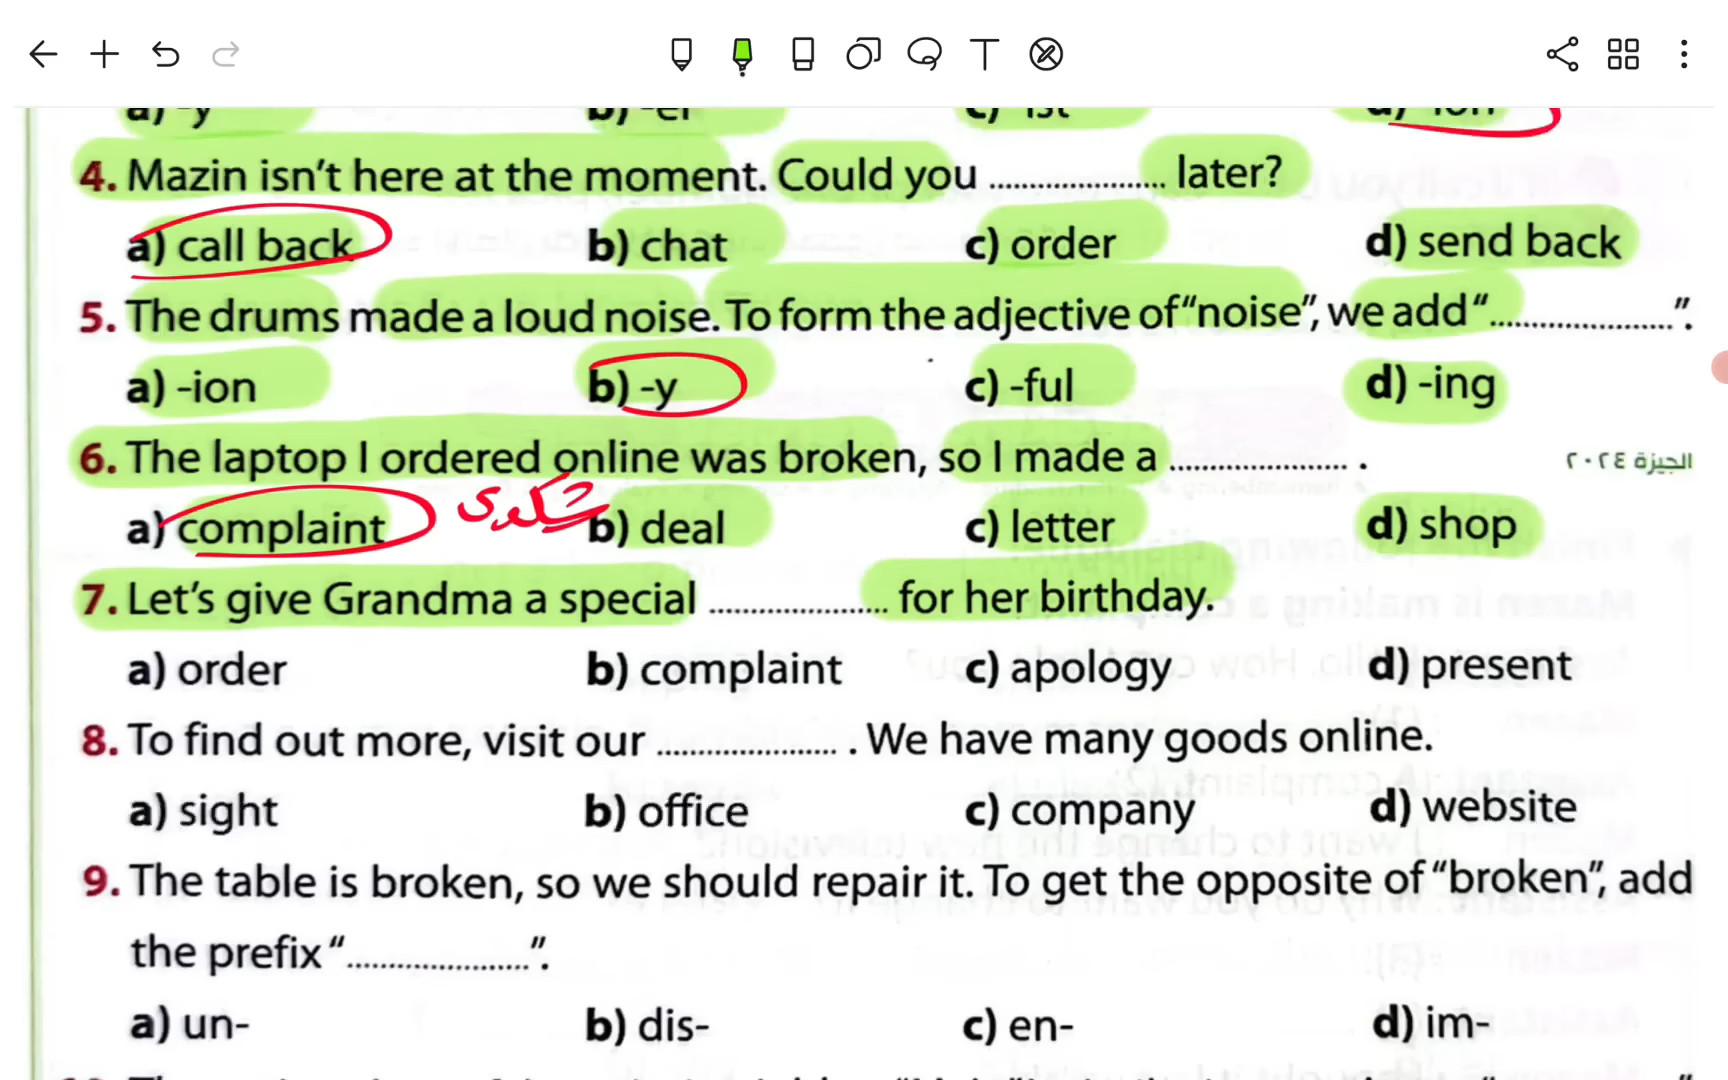 a) -y b) -er c) -ist d) -ion
4. Mazin isn't here at the moment. Could you .................... later?
a) call back b) chat c) order d) send back
5. The drums made a loud noise. To form the adjective of "noise", we add "....................".
a) -ion b) -y c) -ful d) -ing
6. The laptop I ordered online was broken, so I made a .................... .
الجيزة ٢٠٢٤
شكوى
a) complaint b) deal c) letter d) shop
7. Let's give Grandma a special .................... for her birthday.
a) order b) complaint c) apology d) present
8. To find out more, visit our .................... . We have many goods online.
a) sight b) office c) company d) website
9. The table is broken, so we should repair it. To get the opposite of "broken", add
the prefix "....................".
a) un- b) dis- c) en- d) im-